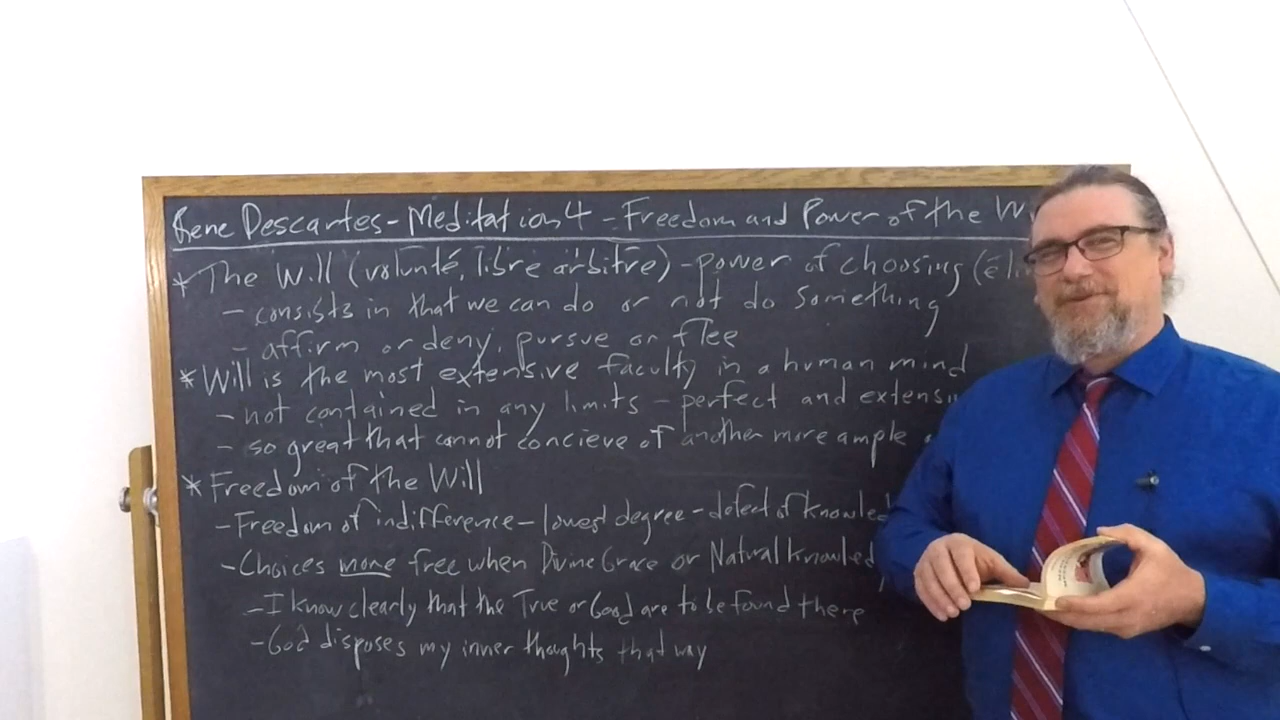 Rene Descartes - Meditation 4 - Freedom and Power of the
* The Will (volunté, libre arbitre) - power of choosing (éli
- consists in that we can do or not do something
- affirm or deny, pursue or flee
* Will is the most extensive faculty in a human mind
- not contained in any limits - perfect and extensi
- so great that cannot concieve of another more ample
* Freedom of the Will
- Freedom of indifference - lowest degree - defect of knowled
- Choices more free when Divine Grace or Natural knowled
- I know clearly that the True or Good are to be found there
- God disposes my inner thoughts that way